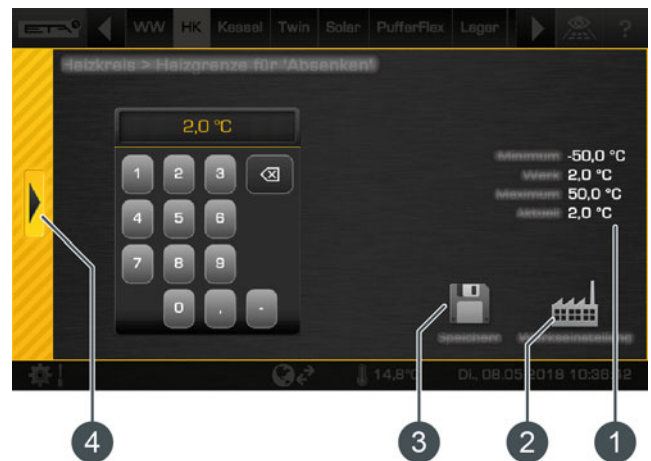 ETA
WW HK Kessel Twin Solar PufferFlex Lager ?
Heizkreis > Heizgrenze für 'Absenken'
2,0 °C
1 2 3
4 5 6
7 8 9
0 , -
Minimum -50,0 °C
Werk 2,0 °C
Maximum 50,0 °C
Aktuell 2,0 °C
Speichern Werkseinstellung
! 14,8°C Di., 08.05.2018 10:36:12
4 3 2 1